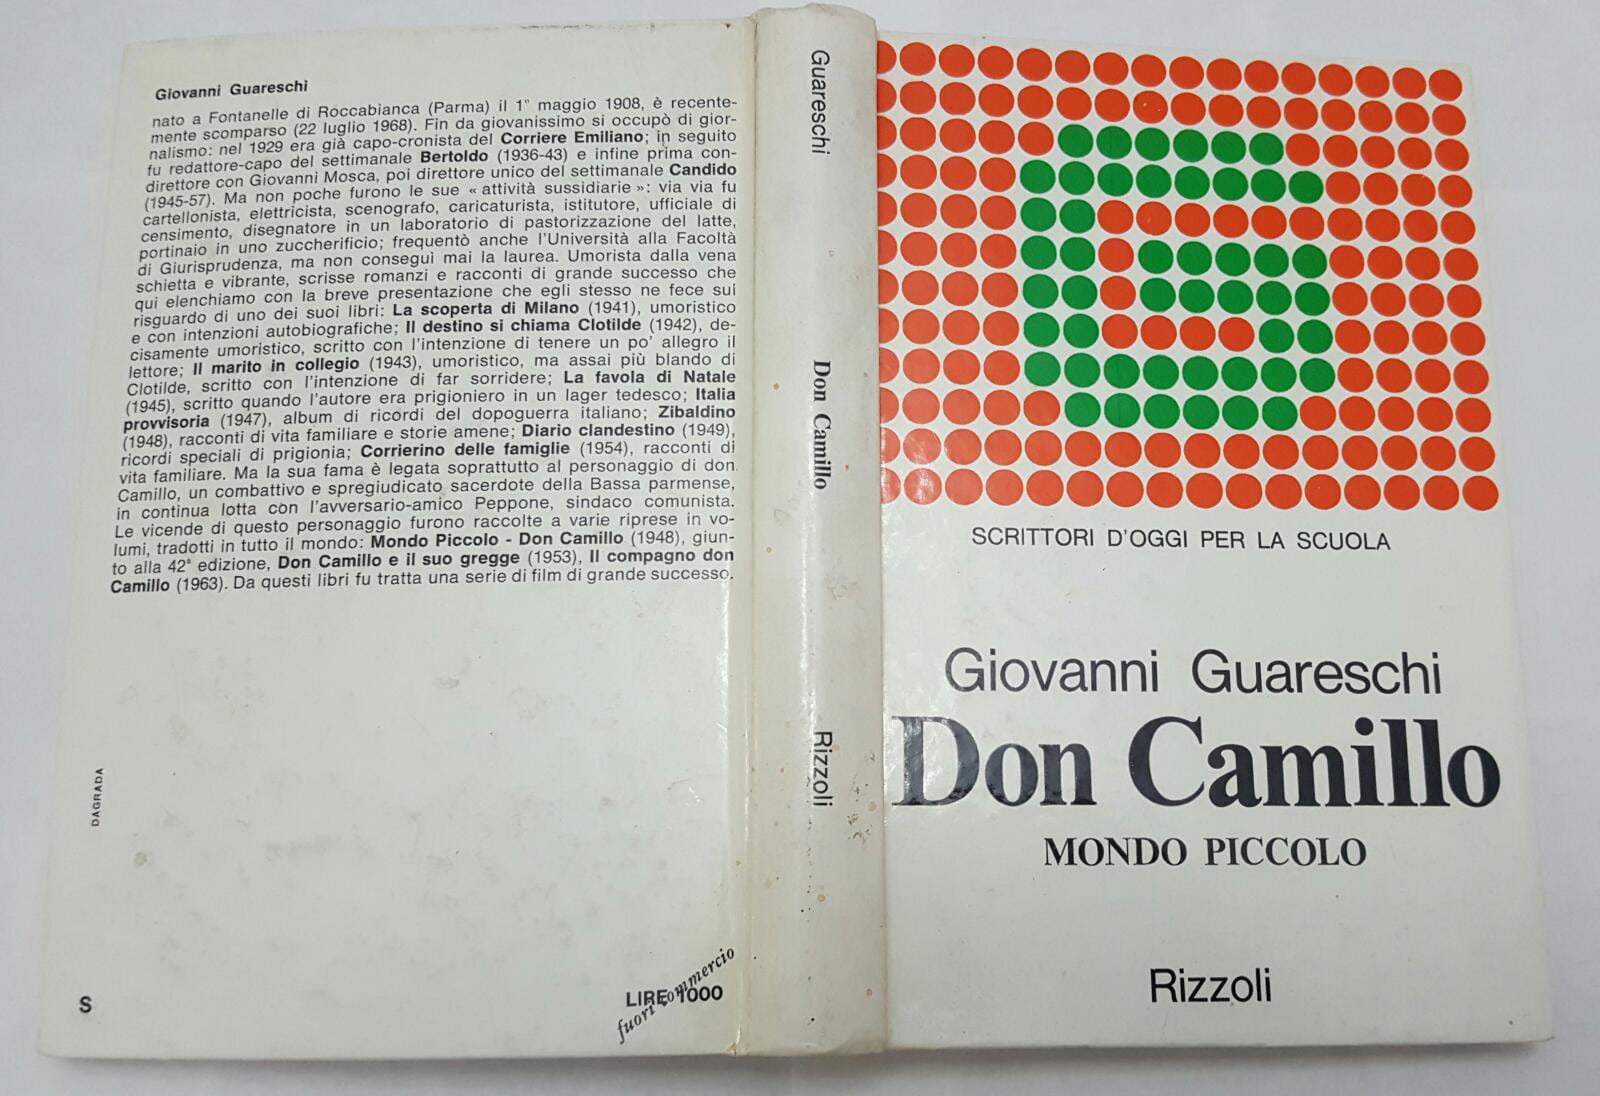 Giovanni Guareschi
nato a Fontanelle di Roccabianca (Parma) il 1° maggio 1908, è recente-
mente scomparso (22 luglio 1968). Fin da giovanissimo si occupò di gior-
nalismo: nel 1929 era già capo-cronista del Corriere Emiliano; in seguito
fu redattore-capo del settimanale Bertoldo (1936-43) e infine prima con-
direttore con Giovanni Mosca, poi direttore unico del settimanale Candido
(1945-57). Ma non poche furono le sue « attività sussidiarie »: via via fu
cartellonista, elettricista, scenografo, caricaturista, istitutore, ufficiale di
censimento, disegnatore in un laboratorio di pastorizzazione del latte,
portinaio in uno zuccherificio; frequentò anche l'Università alla Facoltà
di Giurisprudenza, ma non conseguì mai la laurea. Umorista dalla vena
schietta e vibrante, scrisse romanzi e racconti di grande successo che
qui elenchiamo con la breve presentazione che egli stesso ne fece sui
risguardo di uno dei suoi libri: La scoperta di Milano (1941), umoristico
e con intenzioni autobiografiche; Il destino si chiama Clotilde (1942), de-
cisamente umoristico, scritto con l'intenzione di tenere un po' allegro il
lettore; Il marito in collegio (1943), umoristico, ma assai più blando di
Clotilde, scritto con l'intenzione di far sorridere; La favola di Natale
(1945), scritto quando l'autore era prigioniero in un lager tedesco; Italia
provvisoria (1947), album di ricordi del dopoguerra italiano; Zibaldino
(1948), racconti di vita familiare e storie amene; Diario clandestino (1949),
ricordi speciali di prigionia; Corrierino delle famiglie (1954), racconti di
vita familiare. Ma la sua fama è legata soprattutto al personaggio di don
Camillo, un combattivo e spregiudicato sacerdote della Bassa parmense,
in continua lotta con l'avversario-amico Peppone, sindaco comunista.
Le vicende di questo personaggio furono raccolte a varie riprese in vo-
lumi, tradotti in tutto il mondo: Mondo Piccolo - Don Camillo (1948), giun-
to alla 42ª edizione, Don Camillo e il suo gregge (1953), Il compagno don
Camillo (1963). Da questi libri fu tratta una serie di film di grande successo.
DAGRADA
S
LIRE 1000
fuori commercio
Guareschi
Don Camillo
Rizzoli
SCRITTORI D'OGGI PER LA SCUOLA
Giovanni Guareschi
Don Camillo
MONDO PICCOLO
Rizzoli